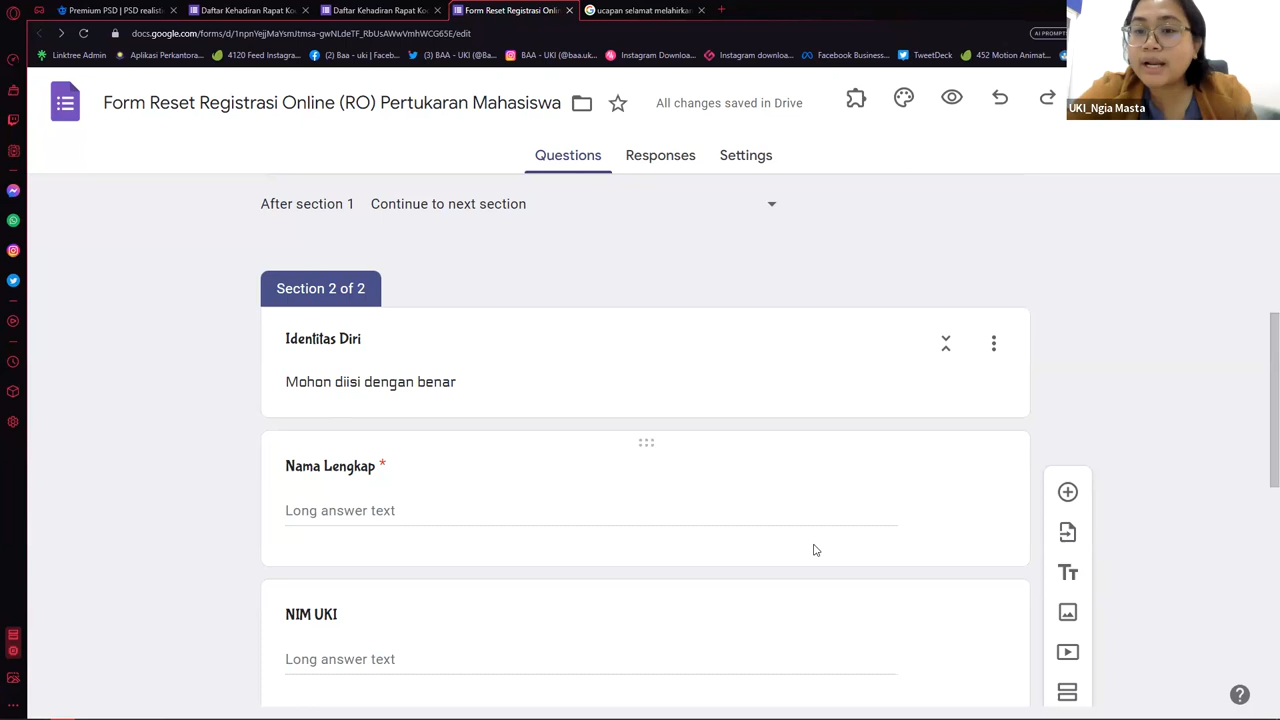 Premium PSD | PSD realist
Daftar Kehadiran Rapat Ko
Daftar Kehadiran Rapat Ko
Form Reset Registrasi Onli
ucapan selamat melahirka
docs.google.com/forms/d/1npnYejjMaYsmJtmsa-gwNLdeTF_RbUsAWwVmhWCG65E/edit
AI PROMPTS
Linktree Admin
Aplikasi Perkantora...
4120 Feed Instagra...
(2) Baa - uki | Faceb...
(3) BAA - UKI (@Ba...
BAA - UKI (@baa.uk...
Instagram Downloa...
Instagram downloa...
Facebook Business...
TweetDeck
452 Motion Animat...
Form Reset Registrasi Online (RO) Pertukaran Mahasiswa
All changes saved in Drive
UKI_Ngia Masta
Questions
Responses
Settings
After section 1 Continue to next section
Section 2 of 2
Identitas Diri
Mohon diisi dengan benar
Nama Lengkap *
Long answer text
NIM UKI
Long answer text